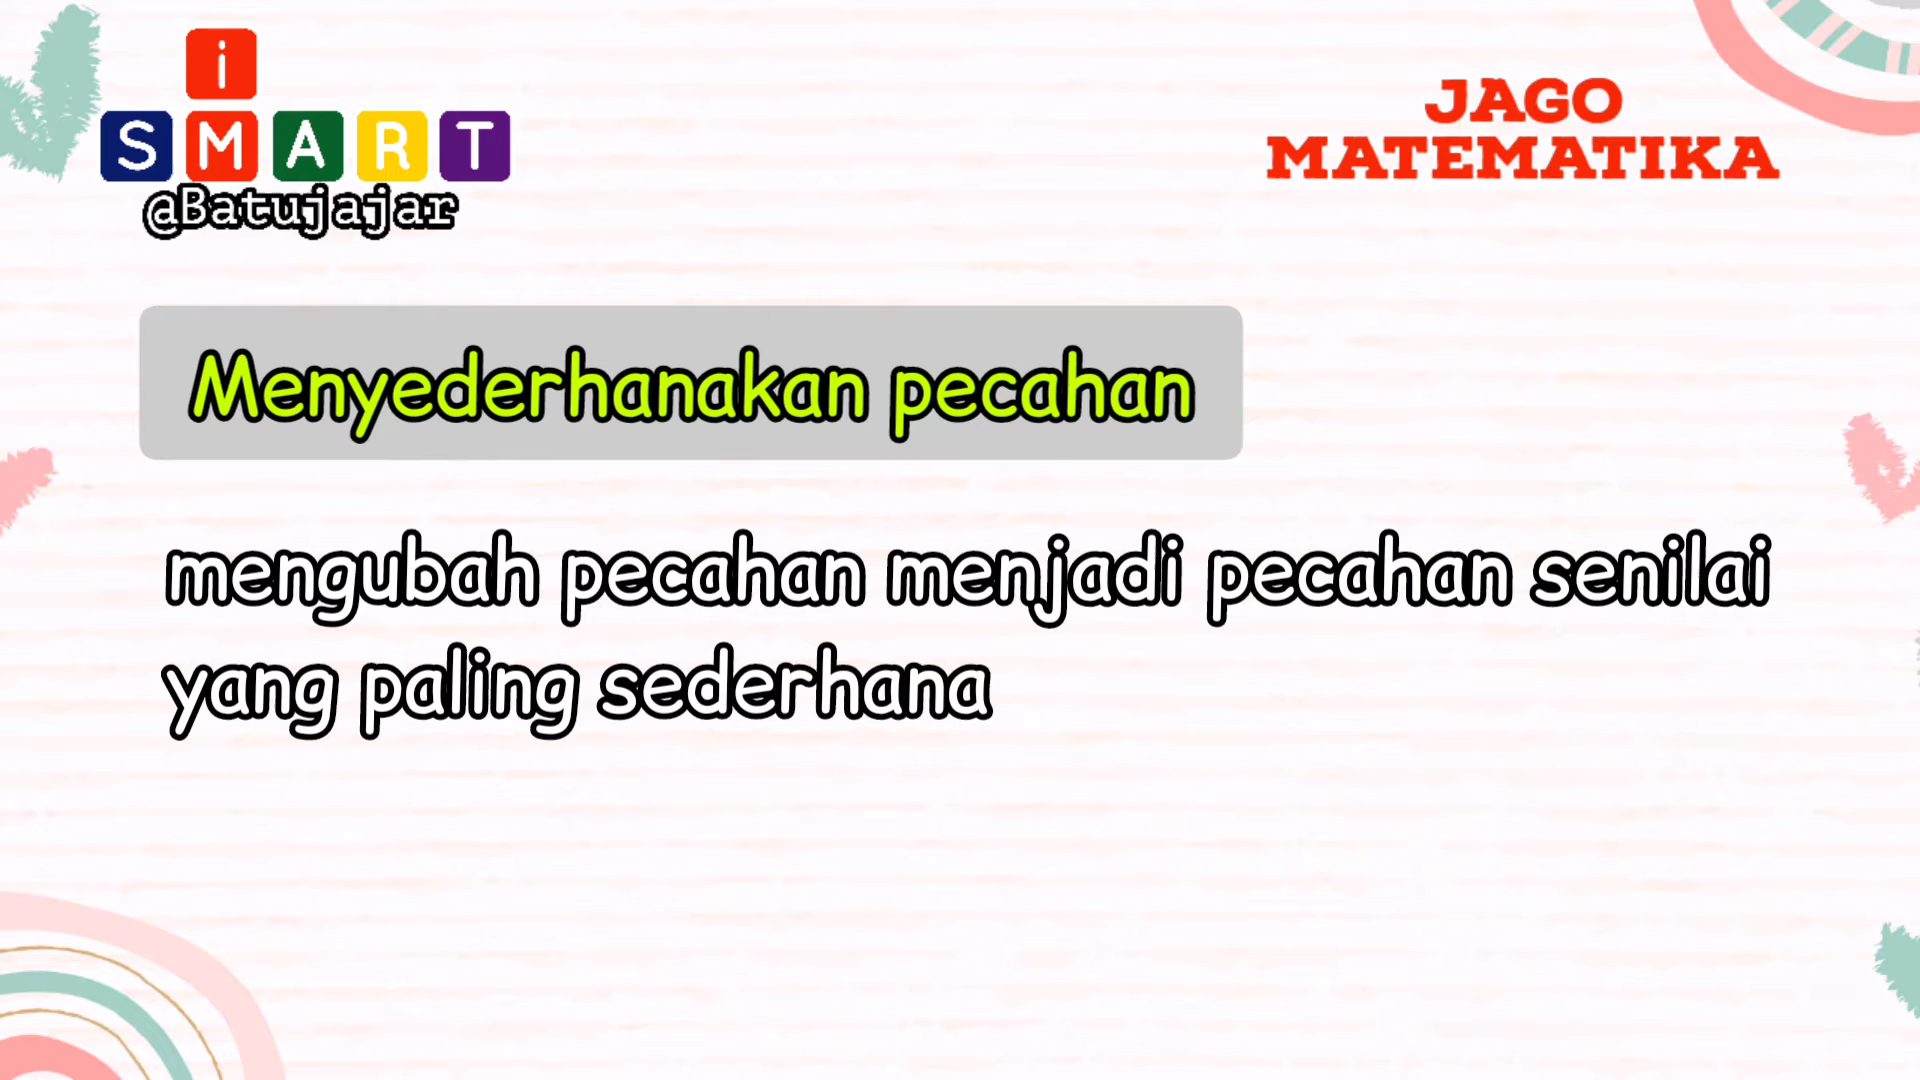 i
SMART
@Batujajar
JAGO
MATEMATIKA
Menyederhanakan pecahan
mengubah pecahan menjadi pecahan senilai
yang paling sederhana